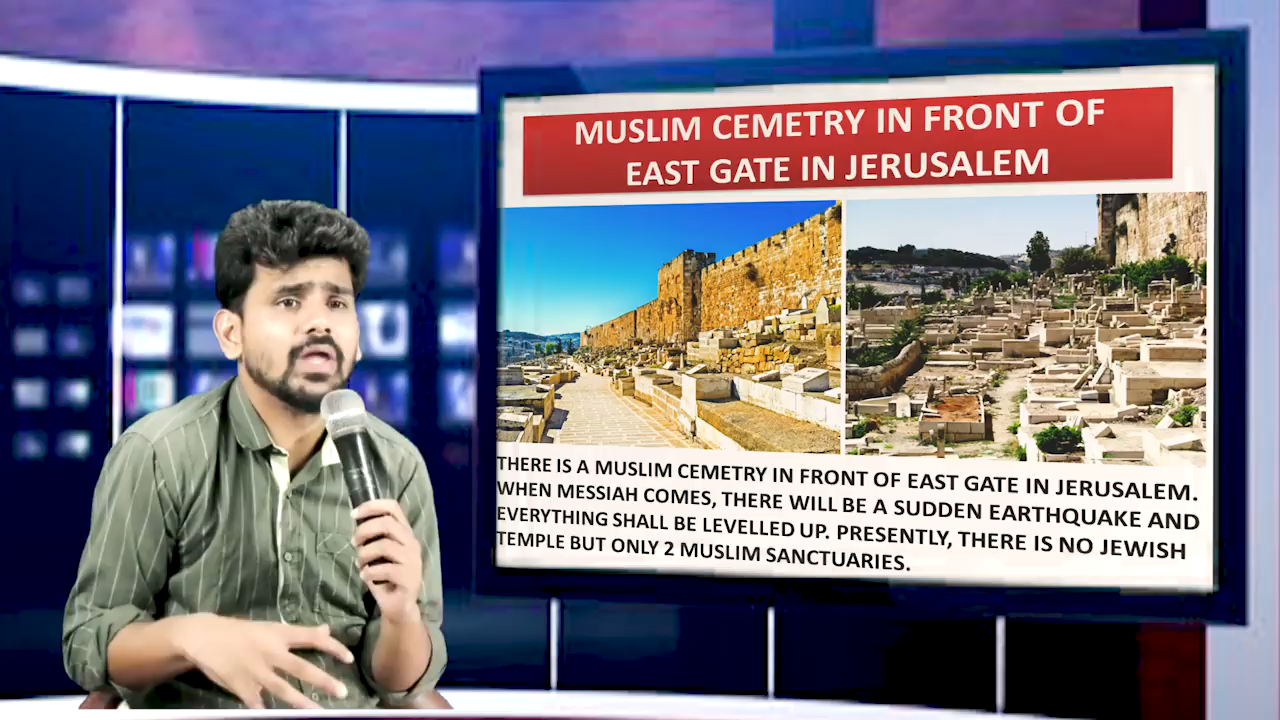 MUSLIM CEMETRY IN FRONT OF
EAST GATE IN JERUSALEM
THERE IS A MUSLIM CEMETRY IN FRONT OF EAST GATE IN JERUSALEM.
WHEN MESSIAH COMES, THERE WILL BE A SUDDEN EARTHQUAKE AND
EVERYTHING SHALL BE LEVELLED UP. PRESENTLY, THERE IS NO JEWISH
TEMPLE BUT ONLY 2 MUSLIM SANCTUARIES.